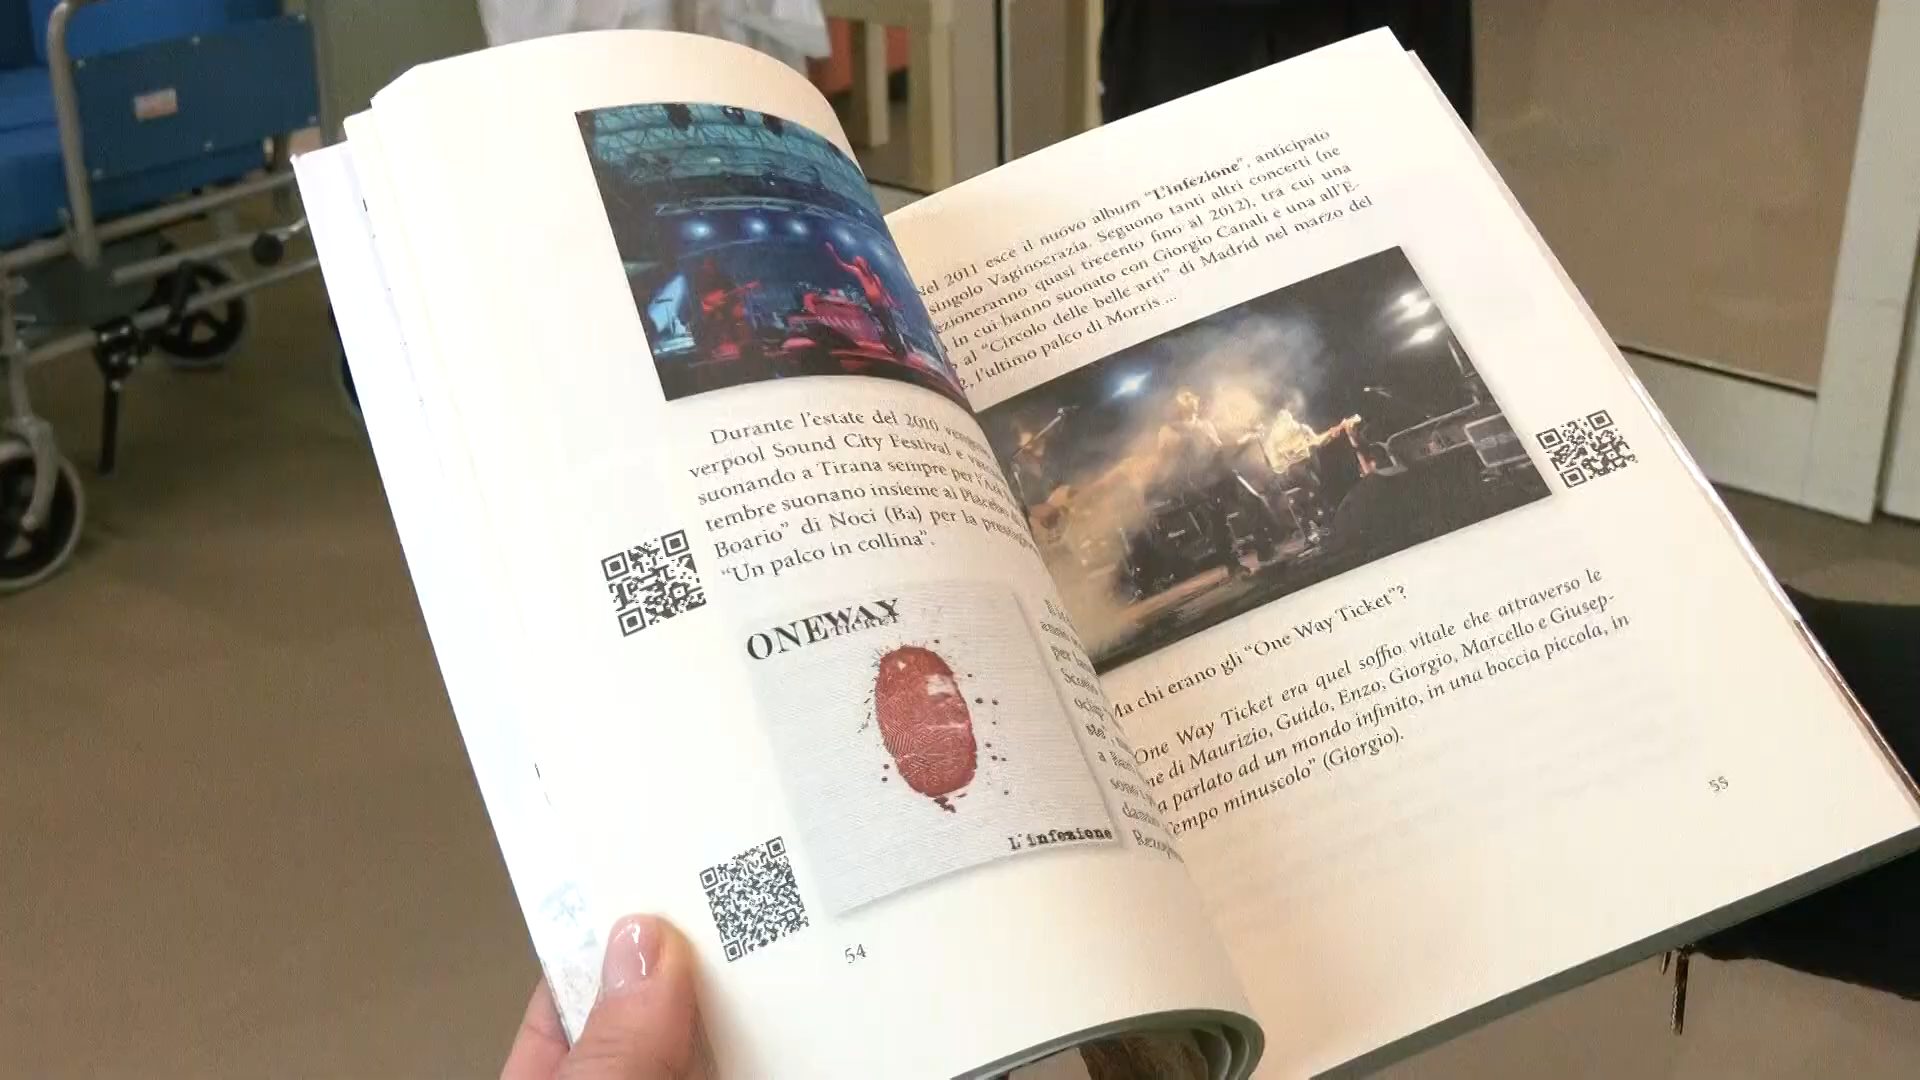 Durante l'estate del 2010
verpool Sound City Festival e
suonando a Tirana sempre per l'
tembre suonano insieme ai Placebo
Boario" di Noci (Ba) per la
"Un palco in collina".
ONEWAY
TICKET
L'infezione
54
Nel 2011 esce il nuovo album "L'infezione", anticipato
singolo Vaginocrazia. Seguono tanti altri concerti (ne
ezioneranno quasi trecento fino al 2012), tra cui una
in cui hanno suonato con Giorgio Canali e una all'E-
al "Circolo delle belle arti" di Madrid nel marzo del
2, l'ultimo palco di Morris ...
Ma chi erano gli "One Way Ticket"?
One Way Ticket era quel soffio vitale che attraverso le
ne di Maurizio, Guido, Enzo, Giorgio, Marcello e Giusep-
a parlato ad un mondo infinito, in una boccia piccola, in
Tempo minuscolo" (Giorgio).
55